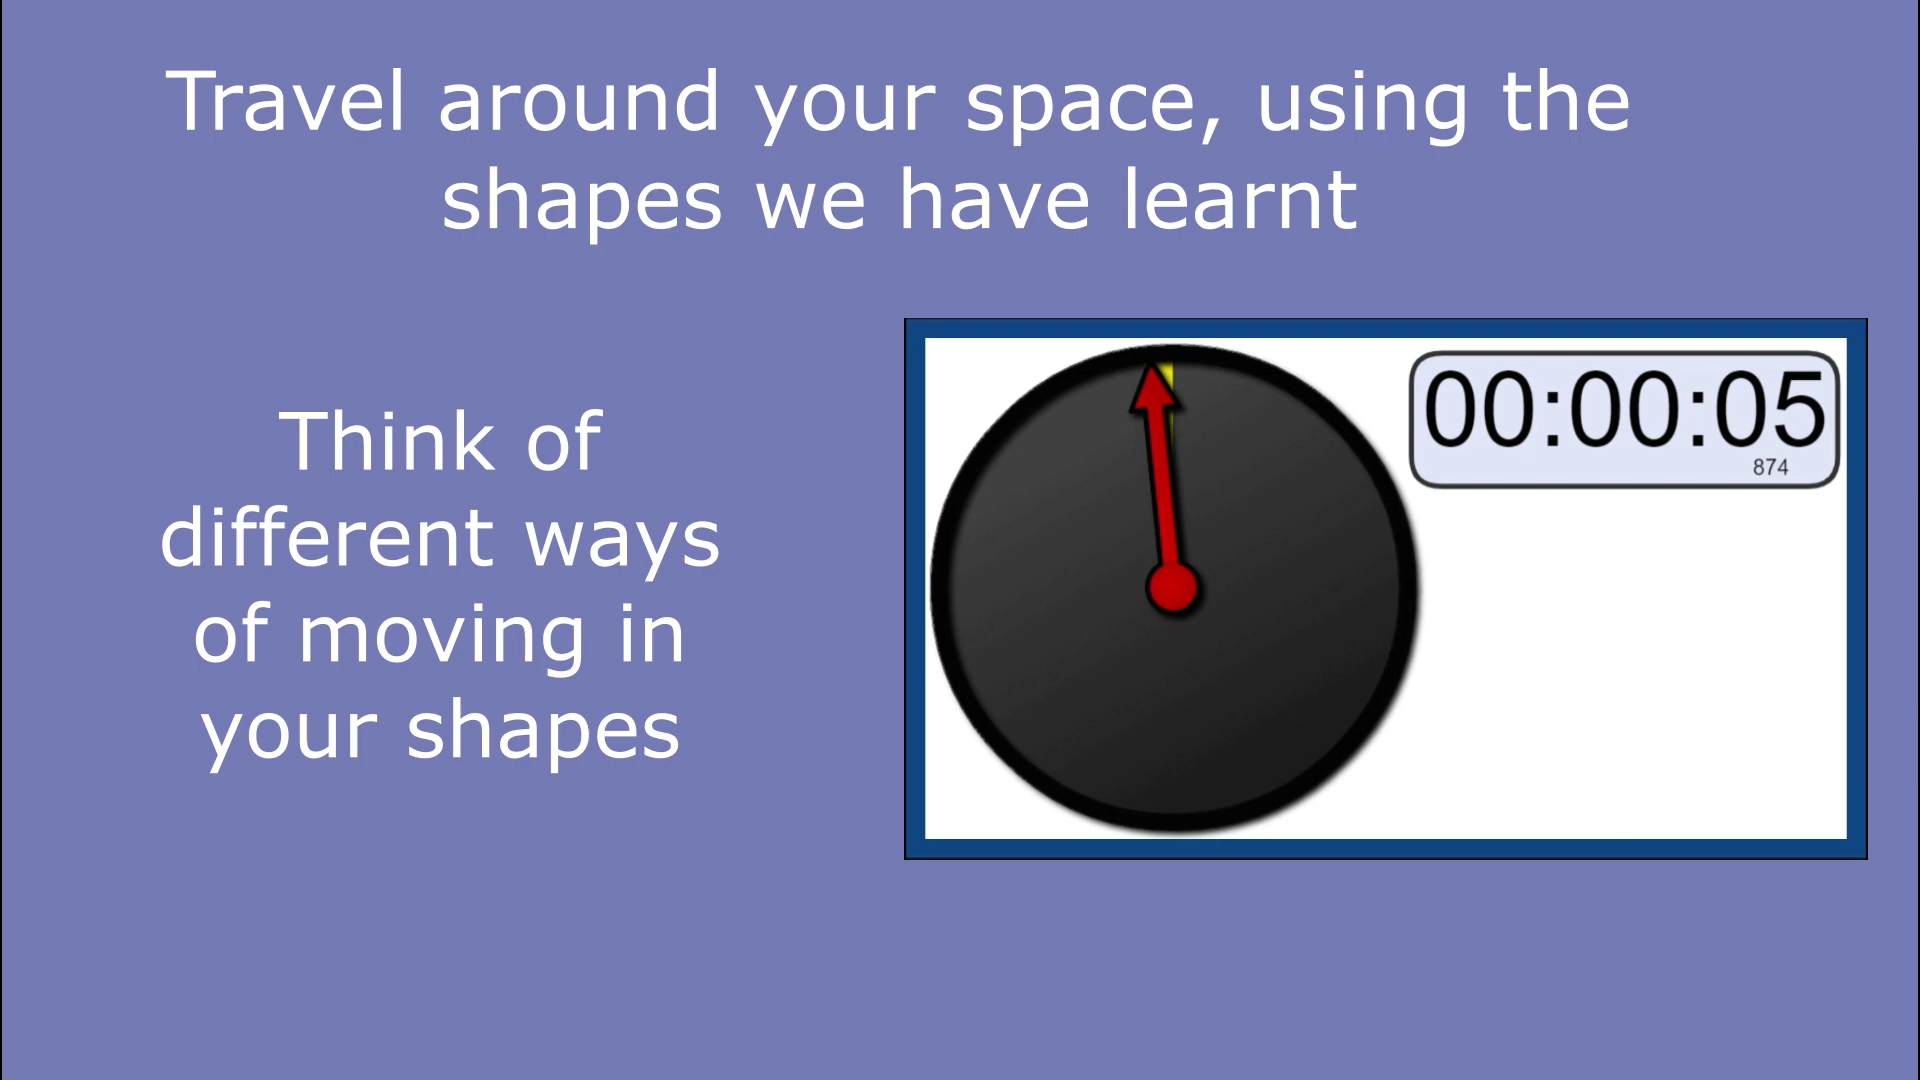 Travel around your space, using the
shapes we have learnt
Think of
different ways
of moving in
your shapes
00:00:05
874